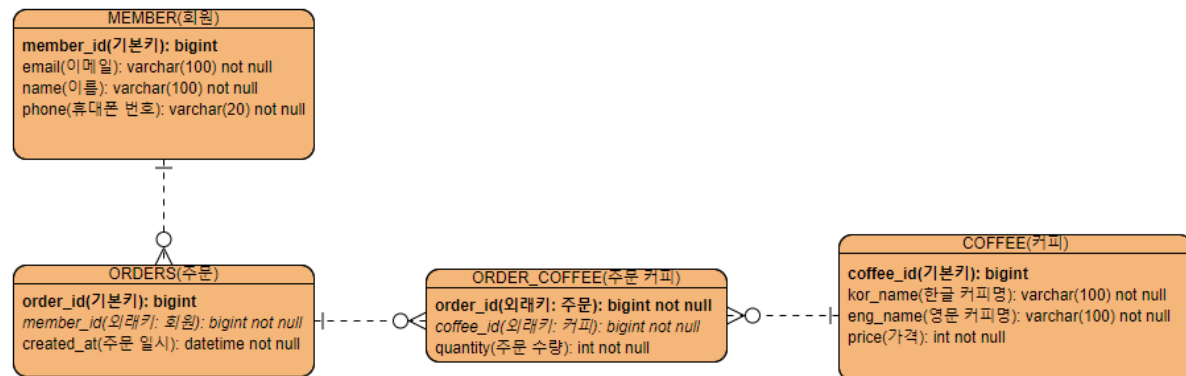 MEMBER(회원)
member_id(기본키): bigint
email(이메일): varchar(100) not null
name(이름): varchar(100) not null
phone(휴대폰 번호): varchar(20) not null
ORDERS(주문)
order_id(기본키): bigint
member_id(외래키: 회원): bigint not null
created_at(주문 일시): datetime not null
ORDER_COFFEE(주문 커피)
order_id(외래키: 주문): bigint not null
coffee_id(외래키: 커피): bigint not null
quantity(주문 수량): int not null
COFFEE(커피)
coffee_id(기본키): bigint
kor_name(한글 커피명): varchar(100) not null
eng_name(영문 커피명): varchar(100) not null
price(가격): int not null